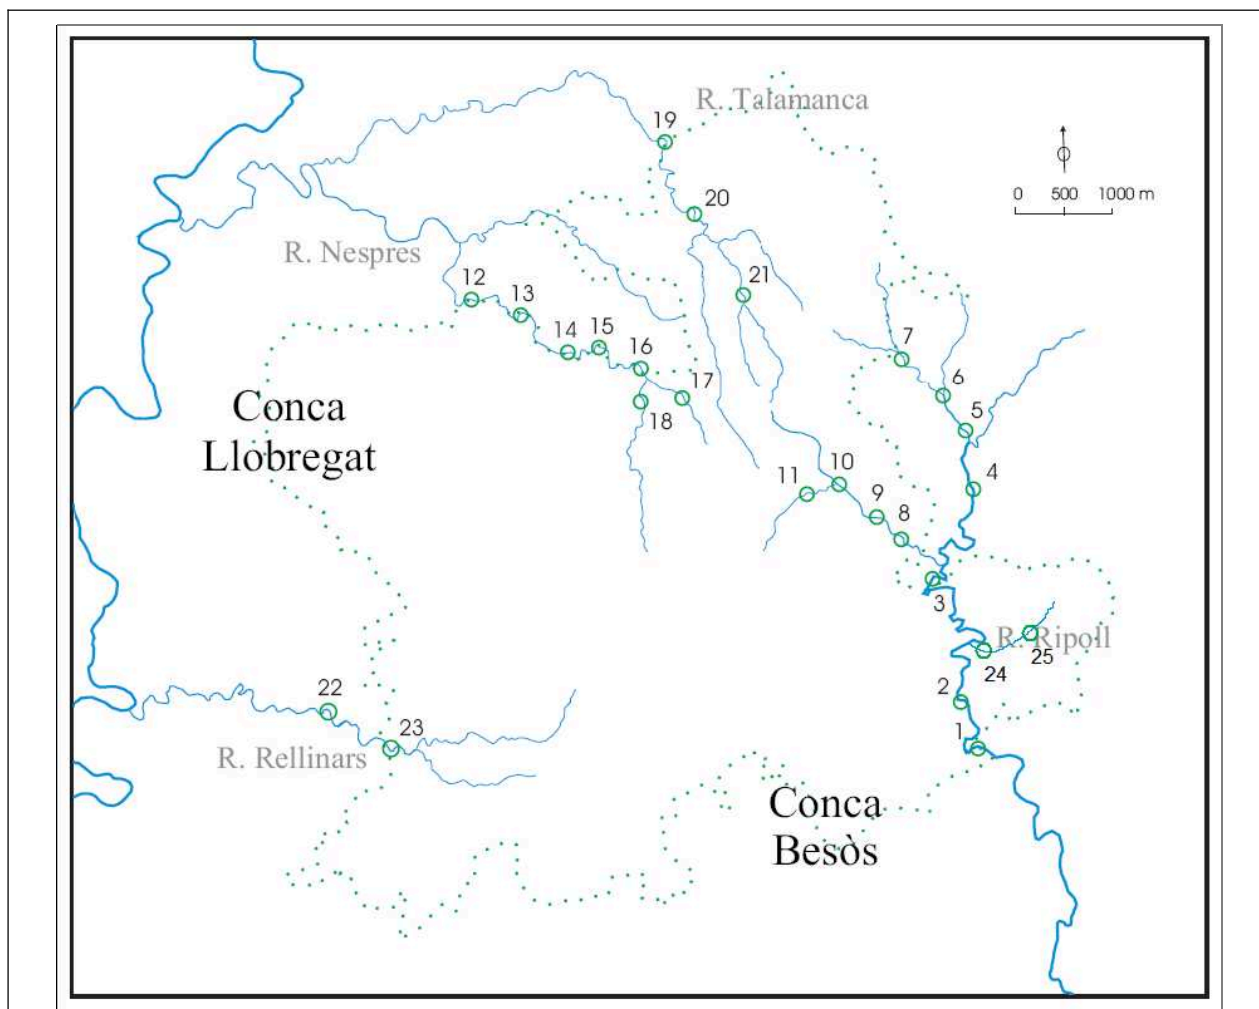 R. Talamanca
19
0 500 1000 m
20
R. Nespres
12
13
21
14
15
16
7
17
6
18
5
Conca
Llobregat
4
11
10
9
8
3
R. Ripoll
25
24
22
2
23
1
R. Rellinars
Conca
Besòs